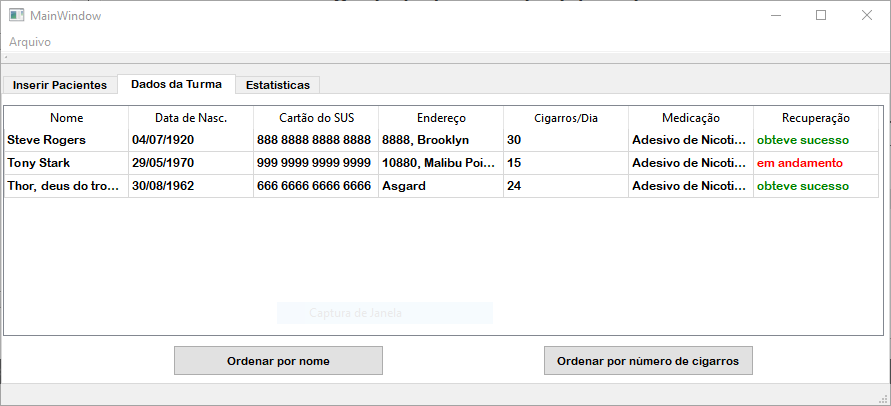 MainWindow
Arquivo
Inserir Pacientes Dados da Turma Estatísticas
Nome Data de Nasc. Cartão do SUS Endereço Cigarros/Dia Medicação Recuperação
Steve Rogers 04/07/1920 888 8888 8888 8888 8888, Brooklyn 30 Adesivo de Nicoti... obteve sucesso
Tony Stark 29/05/1970 999 9999 9999 9999 10880, Malibu Poi... 15 Adesivo de Nicoti... em andamento
Thor, deus do tro... 30/08/1962 666 6666 6666 6666 Asgard 24 Adesivo de Nicoti... obteve sucesso
Captura de Janela
Ordenar por nome Ordenar por número de cigarros